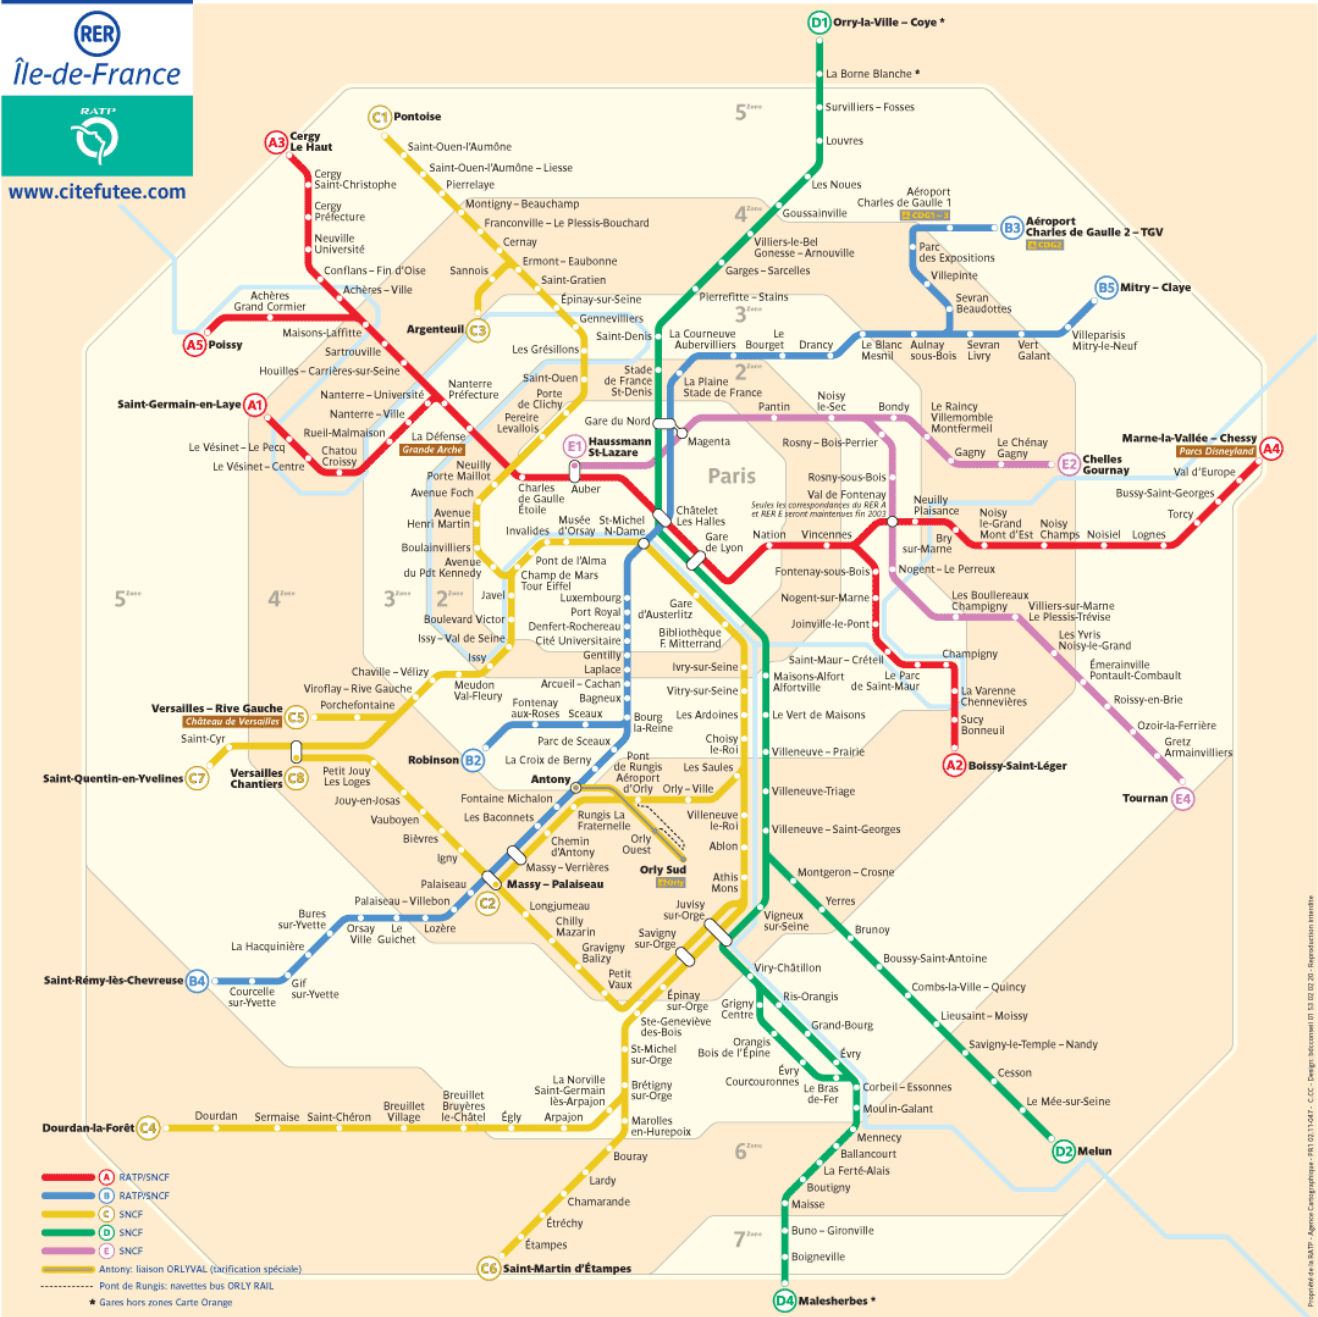 RER
Île-de-France
RATP
www.citefutee.com
D1 Orry-la-Ville – Coye *
La Borne Blanche *
Survilliers – Fosses
Louvres
Les Noues
Goussainville
Villiers-le-Bel
Gonesse – Arnouville
Garges – Sarcelles
Pierrefitte – Stains
Saint-Denis
Stade
de France
St-Denis
5 Zone
4 Zone
3 Zone
2 Zone
C1 Pontoise
Saint-Ouen-l'Aumône
Saint-Ouen-l'Aumône – Liesse
Pierrelaye
Montigny – Beauchamp
Franconville – Le Plessis-Bouchard
Cernay
Ermont – Eaubonne
Sannois
Saint-Gratien
Argenteuil C3
Épinay-sur-Seine
Gennevilliers
Les Grésillons
Saint-Ouen
Porte
de Clichy
Pereire
Levallois
A3 Cergy
Le Haut
Cergy
Saint-Christophe
Cergy
Préfecture
Neuville
Université
Conflans – Fin d'Oise
Achères – Ville
Achères
Grand Cormier
A5 Poissy
Maisons-Laffitte
Sartrouville
Houilles – Carrières-sur-Seine
Saint-Germain-en-Laye A1
Nanterre – Université
Nanterre
Préfecture
Nanterre – Ville
Rueil-Malmaison
Le Vésinet – Le Pecq
Le Vésinet – Centre
Chatou
Croissy
La Défense
Grande Arche
Aéroport
Charles de Gaulle 1
CDG1 – 3
B3 Aéroport
Charles de Gaulle 2 – TGV
CDG2
Parc
des Expositions
Villepinte
Sevran
Beaudottes
B5 Mitry – Claye
Villeparisis
Mitry-le-Neuf
Vert
Galant
Sevran
Livry
Aulnay
sous-Bois
Le Blanc
Mesnil
Drancy
Le
Bourget
La Courneuve
Aubervilliers
La Plaine
Stade de France
Gare du Nord
Magenta
E1 Haussmann
St-Lazare
Pantin
Noisy
le-Sec
Bondy
Le Raincy
Villemomble
Montfermeil
Gagny
Le Chénay
Gagny
E2 Chelles
Gournay
Rosny – Bois-Perrier
Rosny-sous-Bois
Val de Fontenay
Seules les correspondances du RER A
et RER E seront maintenues fin 2003
Marne-la-Vallée – Chessy A4
Parcs Disneyland
Val d'Europe
Bussy-Saint-Georges
Torcy
Lognes
Noisiel
Noisy
Champs
Noisy
le-Grand
Mont d'Est
Neuilly
Plaisance
Bry
sur-Marne
Nogent – Le Perreux
Les Boullereaux
Champigny
Villiers-sur-Marne
Le Plessis-Trévise
Les Yvris
Noisy-le-Grand
Émerainville
Pontault-Combault
Roissy-en-Brie
Ozoir-la-Ferrière
Gretz
Armainvilliers
Tournan E4
Paris
Neuilly
Porte Maillot
Avenue Foch
Avenue
Henri Martin
Boulainvilliers
Avenue
du Pdt Kennedy
Charles
de Gaulle
Étoile
Auber
Châtelet
Les Halles
Gare
de Lyon
Nation
Vincennes
Fontenay-sous-Bois
Nogent-sur-Marne
Joinville-le-Pont
Saint-Maur – Créteil
Le Parc
de Saint-Maur
Champigny
La Varenne
Chennevières
Sucy
Bonneuil
A2 Boissy-Saint-Léger
Invalides
Musée
d'Orsay
St-Michel
N-Dame
Pont de l'Alma
Champ de Mars
Tour Eiffel
Javel
Boulevard Victor
Issy – Val de Seine
Issy
Meudon
Val-Fleury
Chaville – Vélizy
Viroflay – Rive Gauche
Porchefontaine
Versailles – Rive Gauche C5
Château de Versailles
Saint-Cyr
Saint-Quentin-en-Yvelines C7
Versailles
Chantiers C8
Petit Jouy
Les Loges
Jouy-en-Josas
Vauboyen
Bièvres
Igny
Luxembourg
Port Royal
Denfert-Rochereau
Cité Universitaire
Gentilly
Laplace
Arcueil – Cachan
Bagneux
Bourg
la-Reine
Fontenay
aux-Roses
Sceaux
Robinson B2
Parc de Sceaux
La Croix de Berny
Antony
Fontaine Michalon
Les Baconnets
Massy – Verrières
Massy – Palaiseau
C2
Palaiseau
Palaiseau – Villebon
Lozère
Le
Guichet
Orsay
Ville
Bures
sur-Yvette
La Hacquinière
Gif
sur-Yvette
Courcelle
sur-Yvette
Saint-Rémy-lès-Chevreuse B4
Gare
d'Austerlitz
Bibliothèque
F. Mitterrand
Ivry-sur-Seine
Vitry-sur-Seine
Les Ardoines
Choisy
le-Roi
Les Saules
Orly – Ville
Pont
de Rungis
Aéroport
d'Orly
Rungis La
Fraternelle
Chemin
d'Antony
Orly
Ouest
Orly Sud
Orly
Villeneuve
le-Roi
Ablon
Athis
Mons
Juvisy
sur-Orge
Savigny
sur-Orge
Maisons-Alfort
Alfortville
Le Vert de Maisons
Villeneuve – Prairie
Villeneuve-Triage
Villeneuve – Saint-Georges
Montgeron – Crosne
Yerres
Brunoy
Boussy-Saint-Antoine
Combs-la-Ville – Quincy
Lieusaint – Moissy
Savigny-le-Temple – Nandy
Cesson
Le Mée-sur-Seine
D2 Melun
Vigneux
sur-Seine
Viry-Châtillon
Ris-Orangis
Grand-Bourg
Évry
Grigny
Centre
Orangis
Bois de l'Épine
Évry
Courcouronnes
Le Bras
de-Fer
Corbeil – Essonnes
Moulin-Galant
Mennecy
Ballancourt
La Ferté-Alais
Boutigny
Maisse
Buno – Gironville
Boigneville
D4 Malesherbes *
Longjumeau
Chilly
Mazarin
Gravigny
Balizy
Petit
Vaux
Épinay
sur-Orge
Ste-Geneviève
des-Bois
St-Michel
sur-Orge
Brétigny
sur-Orge
Marolles
en-Hurepoix
Bouray
Lardy
Chamarande
Étréchy
Étampes
C6 Saint-Martin d'Étampes
La Norville
Saint-Germain
lès-Arpajon
Arpajon
Égly
Breuillet
Bruyères
le-Châtel
Breuillet
Village
Saint-Chéron
Sermaise
Dourdan
Dourdan-la-Forêt C4
5 Zone
4 Zone
3 Zone
2 Zone
6 Zone
7 Zone
A RATP/SNCF
B RATP/SNCF
C SNCF
D SNCF
E SNCF
Antony: liaison ORLYVAL (tarification spéciale)
Pont de Rungis: navettes bus ORLY RAIL
* Gares hors zones Carte Orange